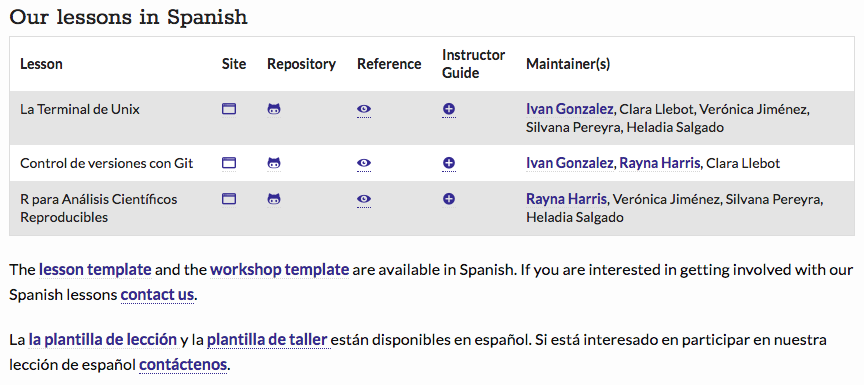 Our lessons in Spanish
Lesson Site Repository Reference Instructor Guide Maintainer(s)
La Terminal de Unix Ivan Gonzalez, Clara Llebot, Verónica Jiménez,
Silvana Pereyra, Heladia Salgado
Control de versiones con Git Ivan Gonzalez, Rayna Harris, Clara Llebot
R para Análisis Científicos
Reproducibles
Rayna Harris, Verónica Jiménez, Silvana Pereyra,
Heladia Salgado
The lesson template and the workshop template are available in Spanish. If you are interested in getting involved with our
Spanish lessons contact us.
La la plantilla de lección y la plantilla de taller están disponibles en español. Si está interesado en participar en nuestra
lección de español contáctenos.